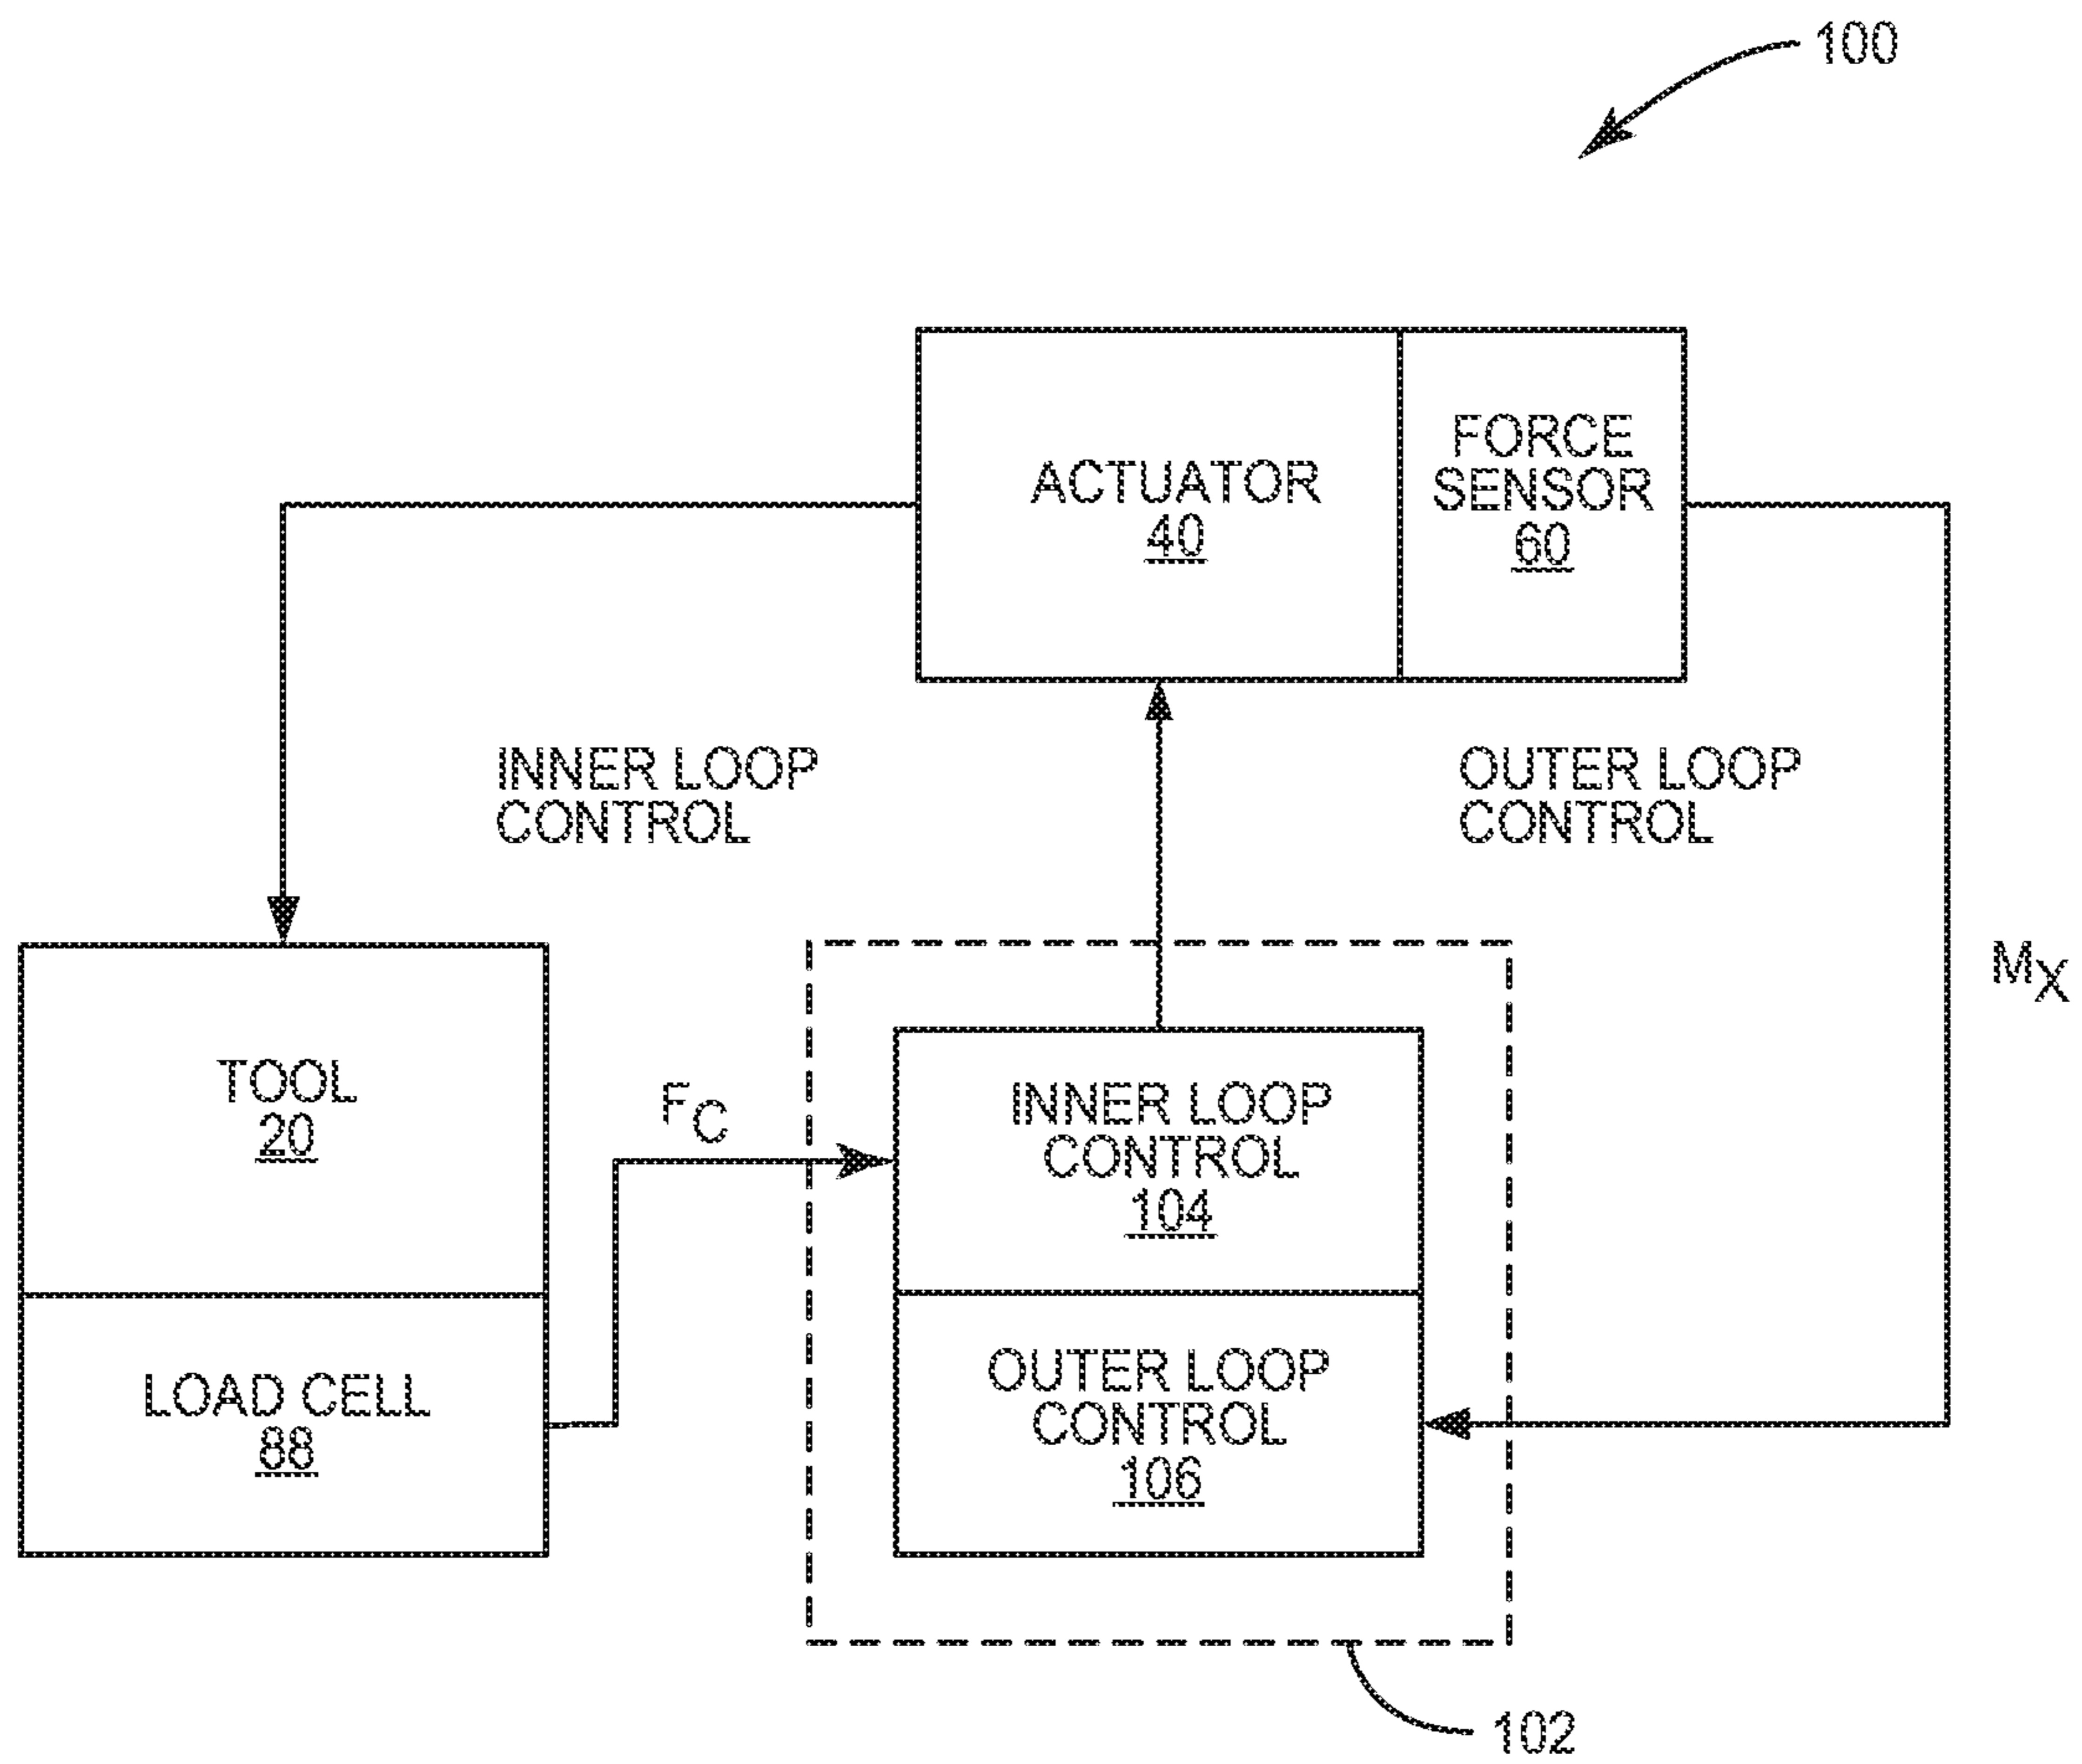 100
ACTUATOR
40
FORCE
SENSOR
60
INNER LOOP
CONTROL
OUTER LOOP
CONTROL
MX
TOOL
20
LOAD CELL
88
FC
INNER LOOP
CONTROL
104
OUTER LOOP
CONTROL
106
102